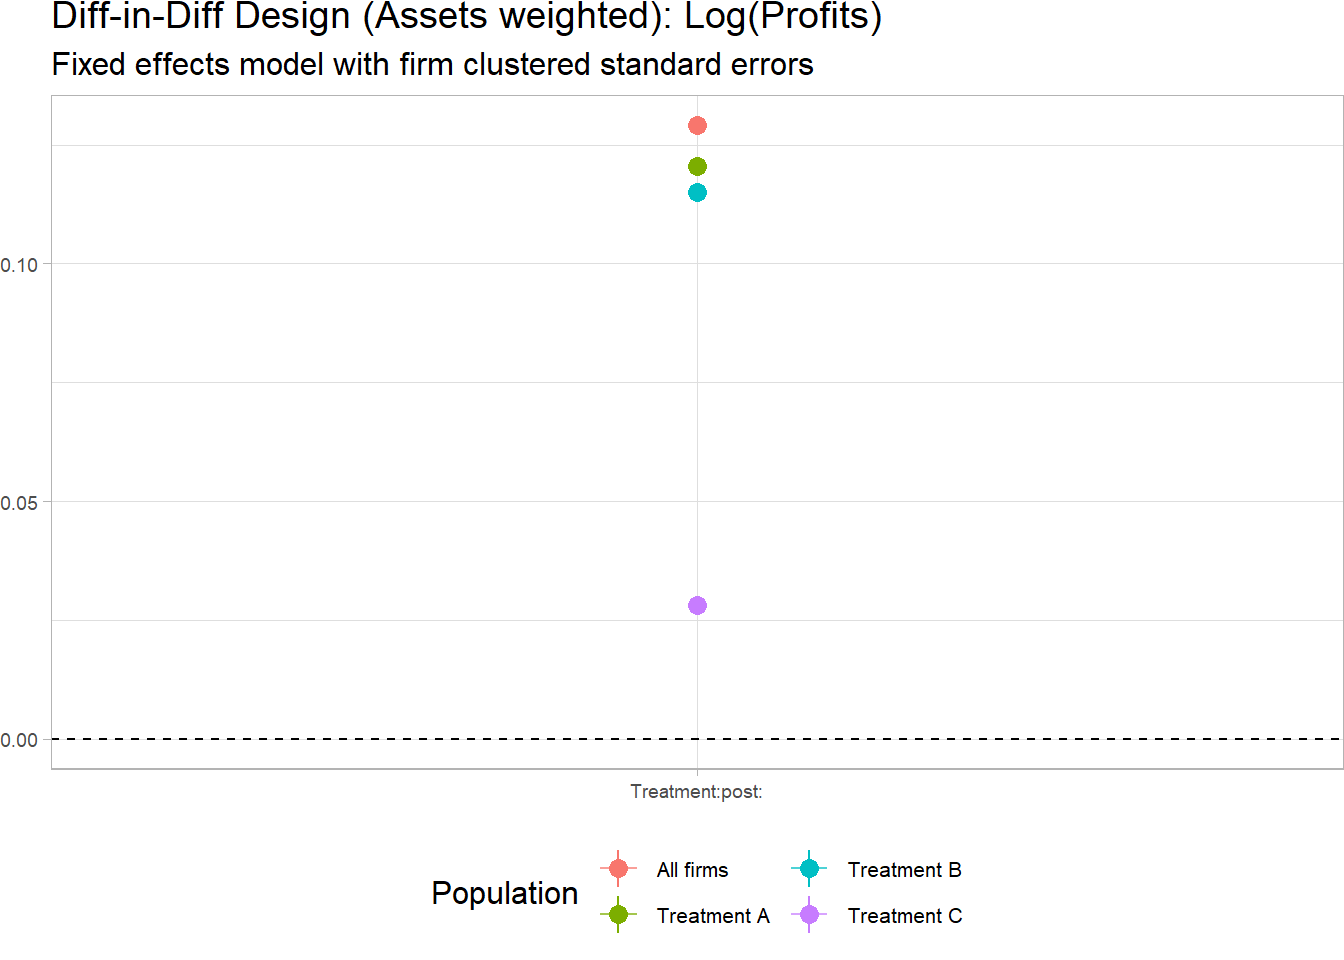 Diff-in-Diff Design (Assets weighted): Log(Profits)
Fixed effects model with firm clustered standard errors
0.10
0.05
0.00
Treatment:post:
Population
All firms
Treatment A
Treatment B
Treatment C